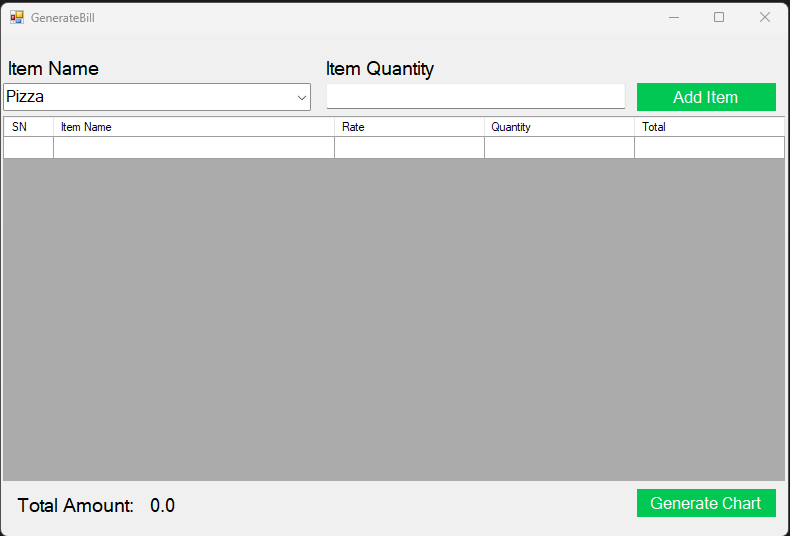 GenerateBill
Item Name Item Quantity
Pizza Add Item
SN Item Name Rate Quantity Total
Total Amount: 0.0 Generate Chart